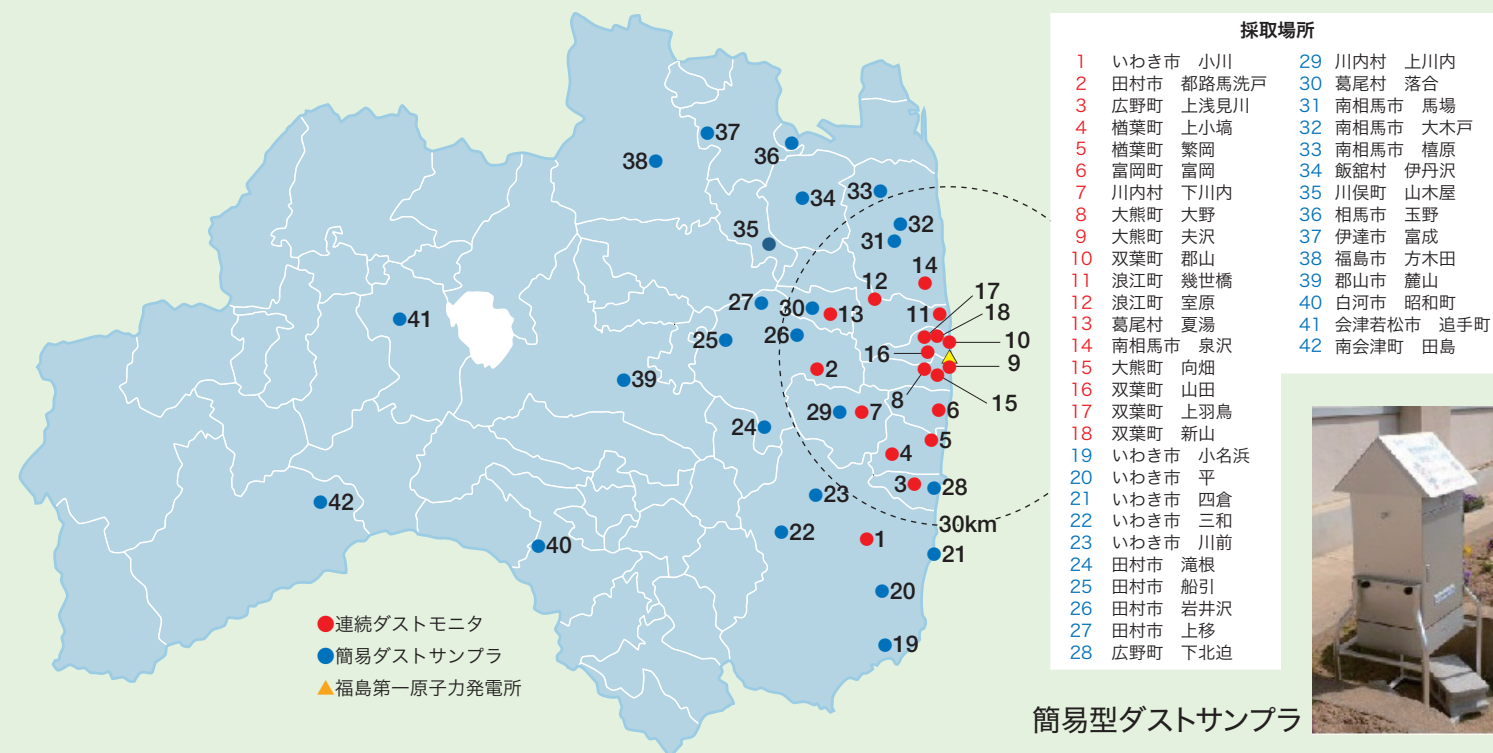 採取場所
1 いわき市 小川
2 田村市 都路馬洗戸
3 広野町 上浅見川
4 楢葉町 上小塙
5 楢葉町 繁岡
6 富岡町 富岡
7 川内村 下川内
8 大熊町 大野
9 大熊町 夫沢
10 双葉町 郡山
11 浪江町 幾世橋
12 浪江町 室原
13 葛尾村 夏湯
14 南相馬市 泉沢
15 大熊町 向畑
16 双葉町 山田
17 双葉町 上羽鳥
18 双葉町 新山
19 いわき市 小名浜
20 いわき市 平
21 いわき市 四倉
22 いわき市 三和
23 いわき市 川前
24 田村市 滝根
25 田村市 船引
26 田村市 岩井沢
27 田村市 上移
28 広野町 下北迫
29 川内村 上川内
30 葛尾村 落合
31 南相馬市 馬場
32 南相馬市 大木戸
33 南相馬市 橲原
34 飯舘村 伊丹沢
35 川俣町 山木屋
36 相馬市 玉野
37 伊達市 富成
38 福島市 方木田
39 郡山市 麓山
40 白河市 昭和町
41 会津若松市 追手町
42 南会津町 田島
37
36
38
34
33
35
32
31
14
12
17
27
30
13
11
18
41
25
26
10
16
9
39
2
8
15
29
7
6
24
5
4
3
28
42
23
30km
22
1
40
21
20
19
連続ダストモニタ
簡易ダストサンプラ
福島第一原子力発電所
簡易型ダストサンプラ